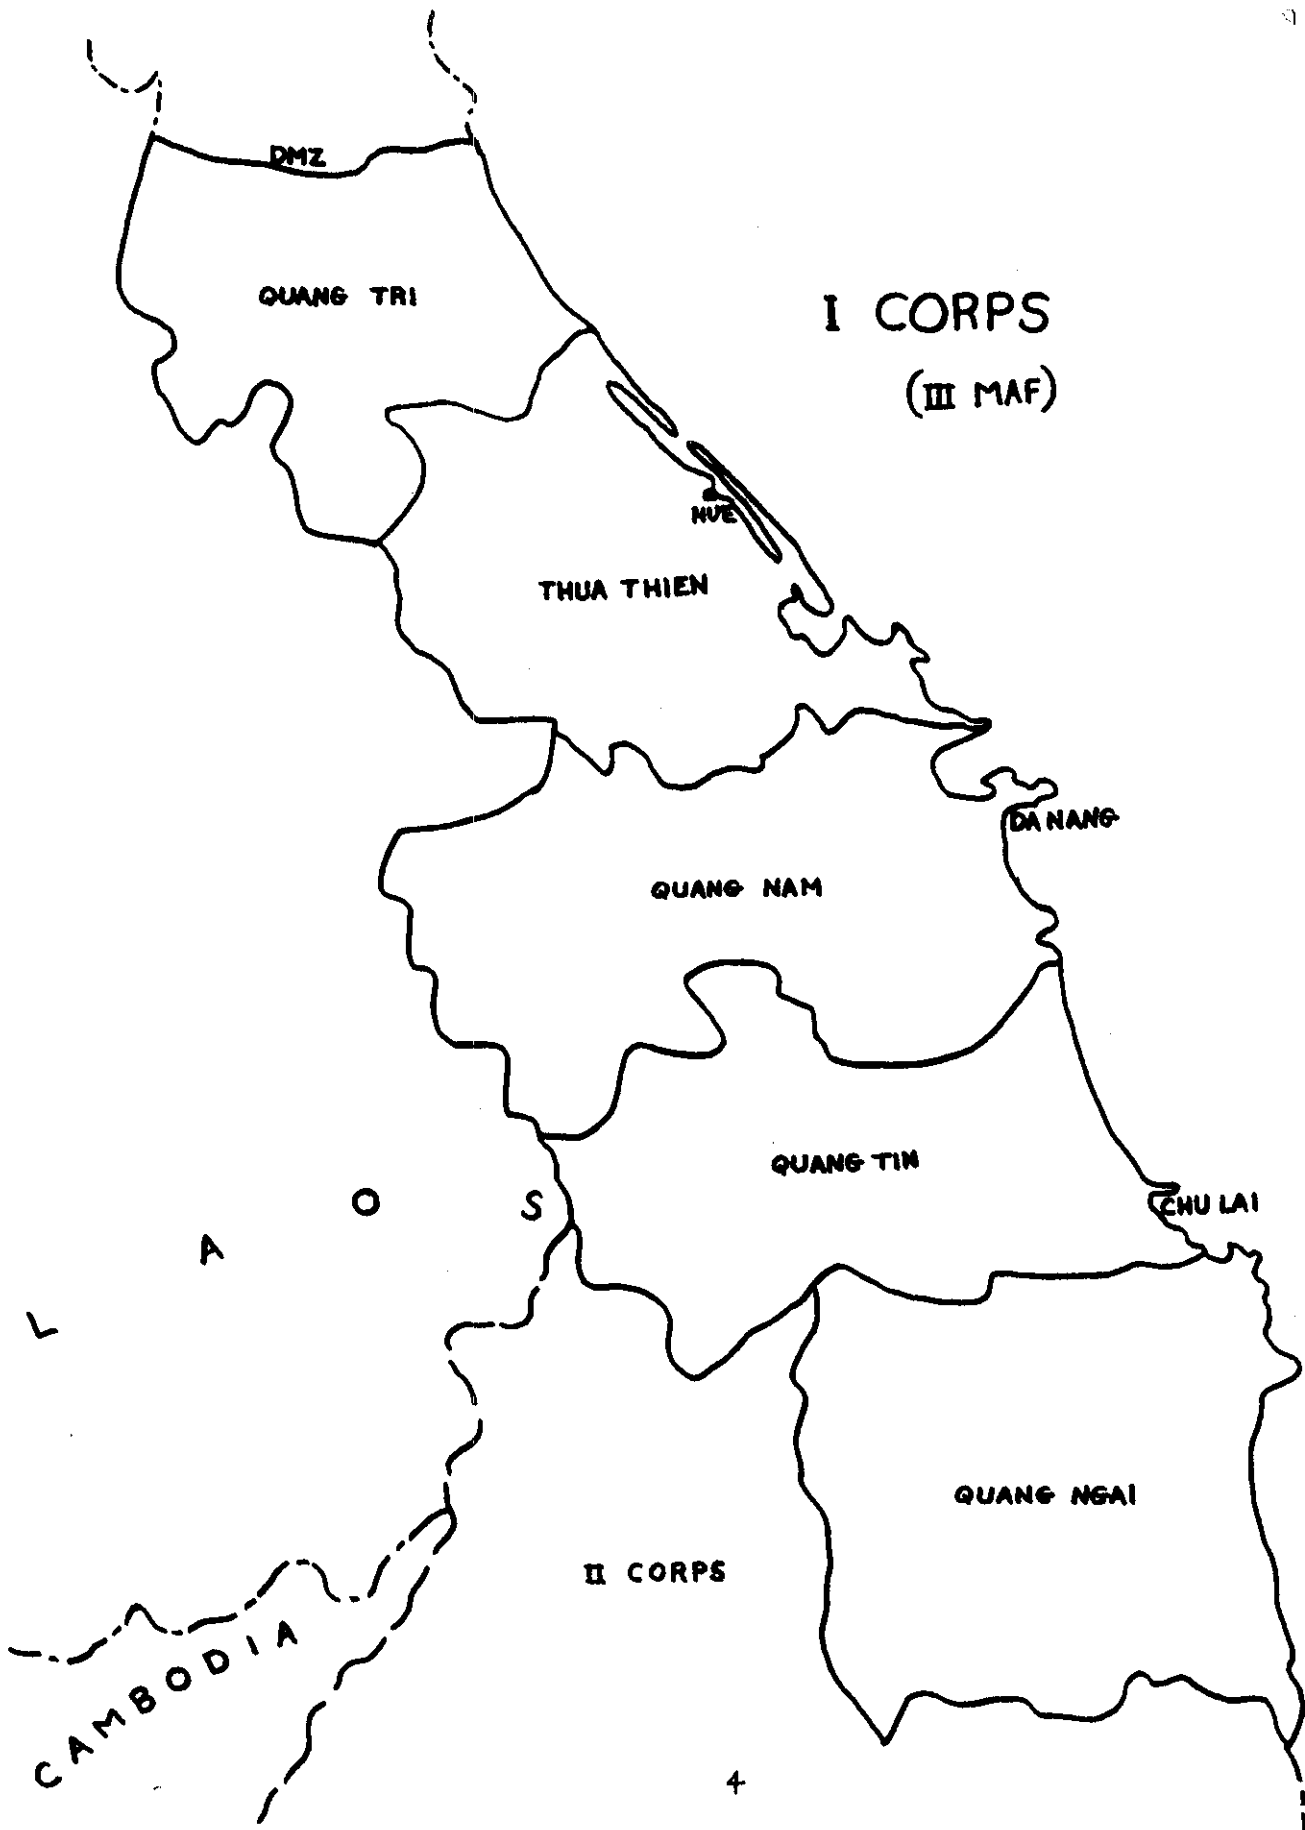 DMZ
QUANG TRI
I CORPS
(III MAF)
HUE
THUA THIEN
DA NANG
QUANG NAM
QUANG TIN
CHU LAI
L A O S
QUANG NGAI
II CORPS
CAMBODIA
4